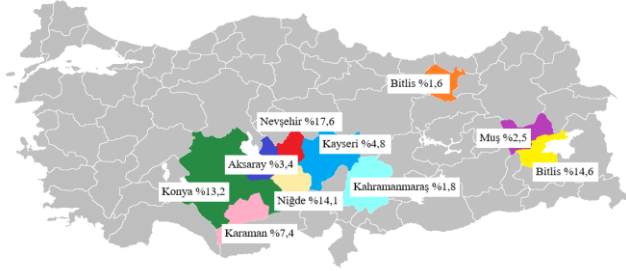 Bitlis %1,6
Nevşehir %17,6
Kayseri %4,8
Muş %2,5
Aksaray %3,4
Bitlis %14,6
Konya %13,2
Kahramanmaraş %1,8
Niğde %14,1
Karaman %7,4